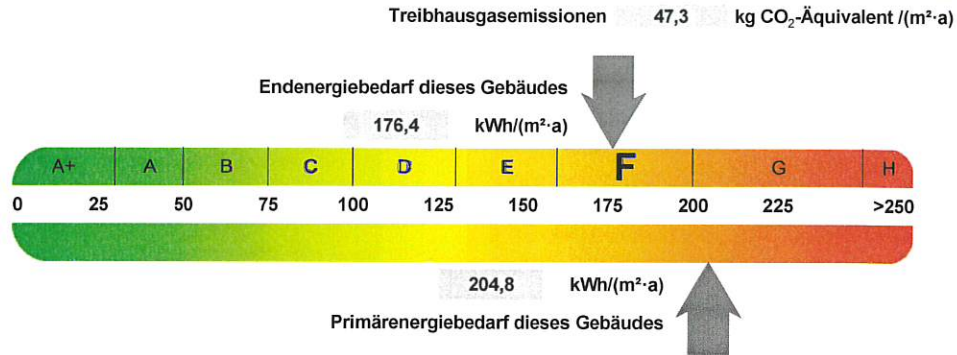 Treibhausgasemissionen 47,3 kg CO₂-Äquivalent /(m²·a)
Endenergiebedarf dieses Gebäudes
176,4 kWh/(m²·a)
A+ A B C D E F G H
0 25 50 75 100 125 150 175 200 225 >250
204,8 kWh/(m²·a)
Primärenergiebedarf dieses Gebäudes